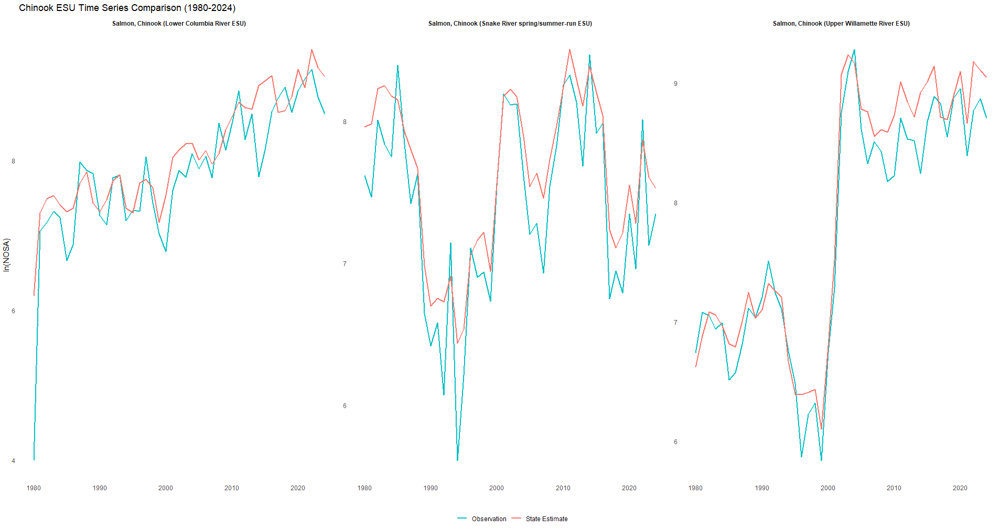 Chinook ESU Time Series Comparison (1980-2024)
Salmon, Chinook (Lower Columbia River ESU)
Salmon, Chinook (Snake River spring/summer-run ESU)
Salmon, Chinook (Upper Willamette River ESU)
ln(NOSA)
8
6
4
1980 1990 2000 2010 2020
8
7
6
1980 1990 2000 2010 2020
9
8
7
6
1980 1990 2000 2010 2020
Observation State Estimate